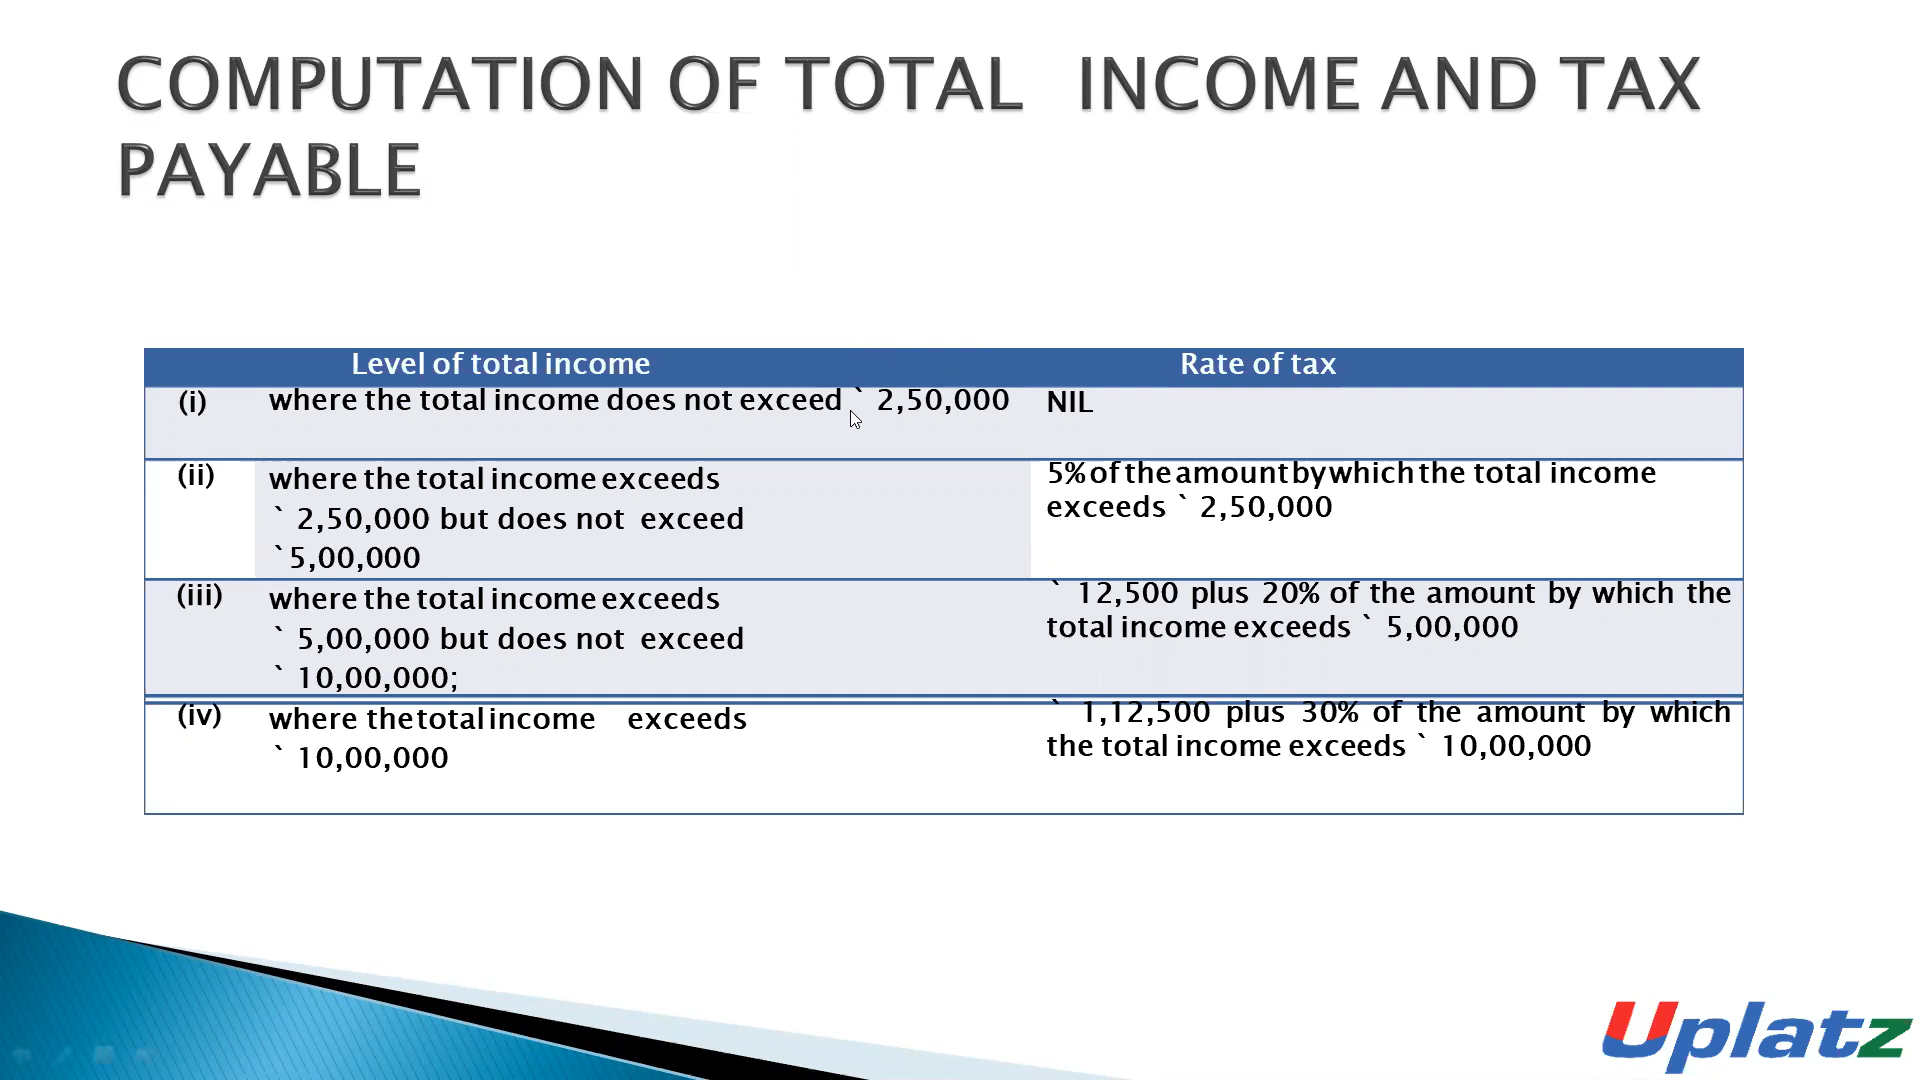 COMPUTATION OF TOTAL INCOME AND TAX
PAYABLE
Level of total income
Rate of tax
(i)
where the total income does not exceed ` 2,50,000
NIL
(ii)
where the total income exceeds
` 2,50,000 but does not exceed
`5,00,000
5% of the amount by which the total income
exceeds ` 2,50,000
(iii)
where the total income exceeds
` 5,00,000 but does not exceed
` 10,00,000;
` 12,500 plus 20% of the amount by which the
total income exceeds ` 5,00,000
(iv)
where the total income exceeds
` 10,00,000
` 1,12,500 plus 30% of the amount by which
the total income exceeds ` 10,00,000
Uplatz